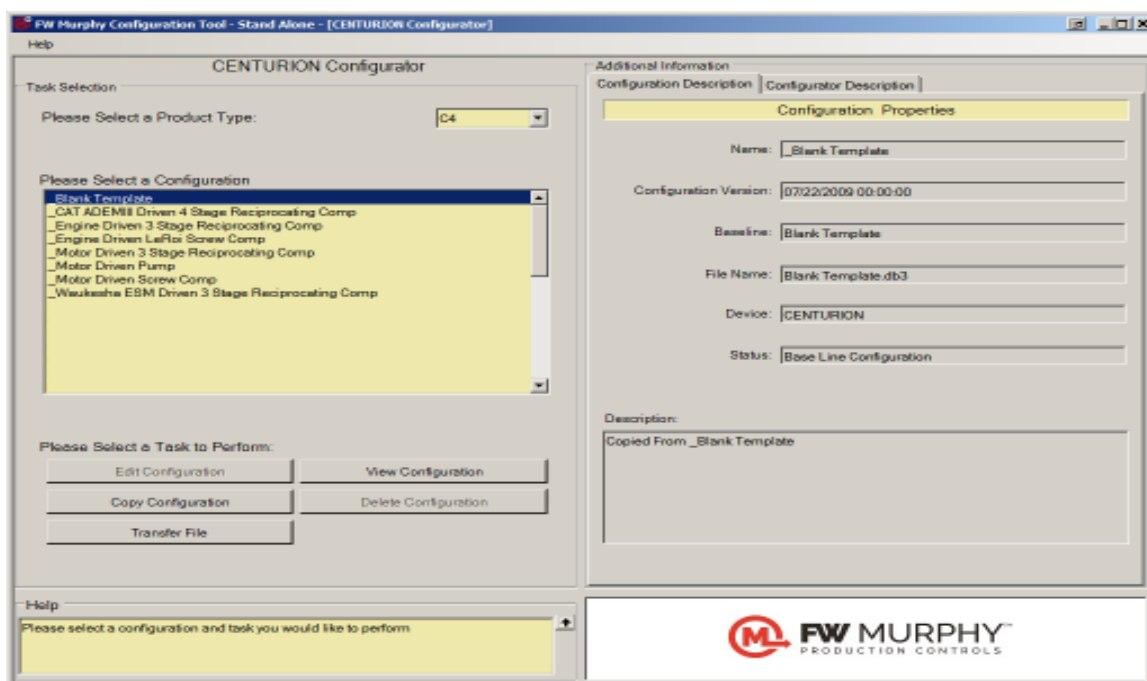 FW Murphy Configuration Tool - Stand Alone - [CENTURION Configurator]
Help
CENTURION Configurator
Task Selection
Please Select a Product Type:
C4
Please Select a Configuration
_Blank Template
_CAT ADEMIII Driven 4 Stage Reciprocating Comp
_Engine Driven 3 Stage Reciprocating Comp
_Engine Driven LeRoi Screw Comp
_Motor Driven 3 Stage Reciprocating Comp
_Motor Driven Pump
_Motor Driven Screw Comp
_Waukesha ESM Driven 3 Stage Reciprocating Comp
Please Select a Task to Perform:
Edit Configuration
View Configuration
Copy Configuration
Delete Configuration
Transfer File
Help
Please select a configuration and task you would like to perform
Additional Information
Configuration Description
Configurator Description
Configuration Properties
Name: _Blank Template
Configuration Version: 07/22/2009 00:00:00
Baseline: Blank Template
File Name: Blank Template.db3
Device: CENTURION
Status: Base Line Configuration
Description:
Copied From _Blank Template
FW MURPHY™
PRODUCTION CONTROLS